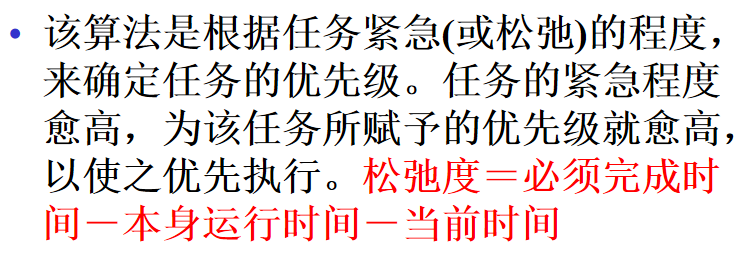 • 该算法是根据任务紧急(或松弛)的程度，
来确定任务的优先级。任务的紧急程度
愈高，为该任务所赋予的优先级就愈高，
以使之优先执行。松弛度＝必须完成时
间－本身运行时间－当前时间